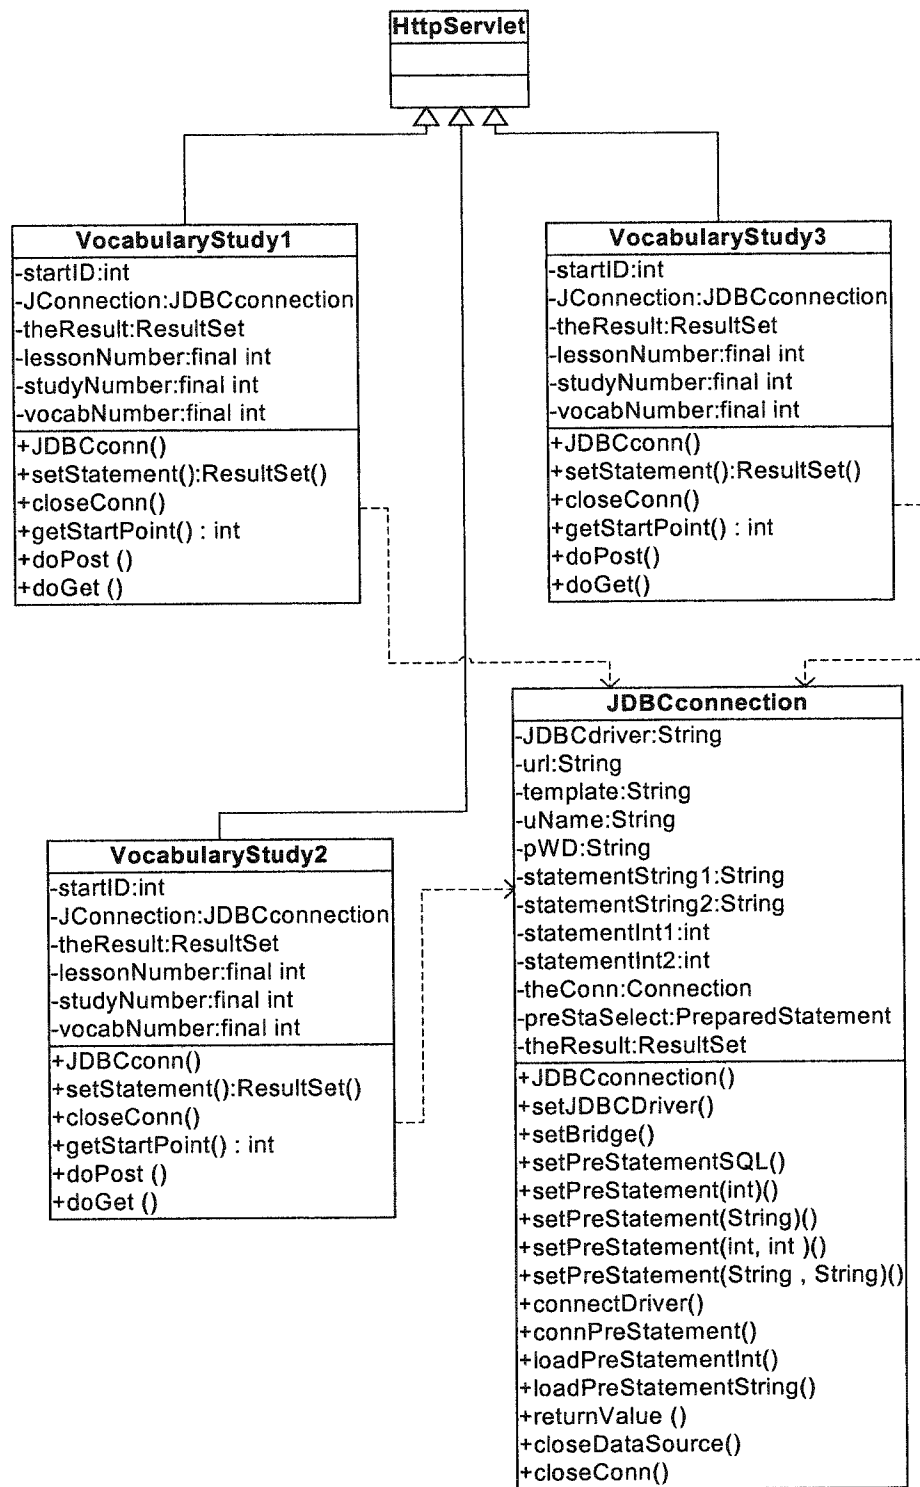 HttpServlet
VocabularyStudy1
-startID:int
-JConnection:JDBCconnection
-theResult:ResultSet
-lessonNumber:final int
-studyNumber:final int
-vocabNumber:final int
+JDBCconn()
+setStatement():ResultSet()
+closeConn()
+getStartPoint() : int
+doPost ()
+doGet ()
VocabularyStudy3
-startID:int
-JConnection:JDBCconnection
-theResult:ResultSet
-lessonNumber:final int
-studyNumber:final int
-vocabNumber:final int
+JDBCconn()
+setStatement():ResultSet()
+closeConn()
+getStartPoint() : int
+doPost()
+doGet()
VocabularyStudy2
-startID:int
-JConnection:JDBCconnection
-theResult:ResultSet
-lessonNumber:final int
-studyNumber:final int
-vocabNumber:final int
+JDBCconn()
+setStatement():ResultSet()
+closeConn()
+getStartPoint() : int
+doPost ()
+doGet ()
JDBCconnection
-JDBCdriver:String
-url:String
-template:String
-uName:String
-pWD:String
-statementString1:String
-statementString2:String
-statementInt1:int
-statementInt2:int
-theConn:Connection
-preStaSelect:PreparedStatement
-theResult:ResultSet
+JDBCconnection()
+setJDBCDriver()
+setBridge()
+setPreStatementSQL()
+setPreStatement(int)()
+setPreStatement(String)()
+setPreStatement(int, int )()
+setPreStatement(String , String)()
+connectDriver()
+connPreStatement()
+loadPreStatementInt()
+loadPreStatementString()
+returnValue ()
+closeDataSource()
+closeConn()